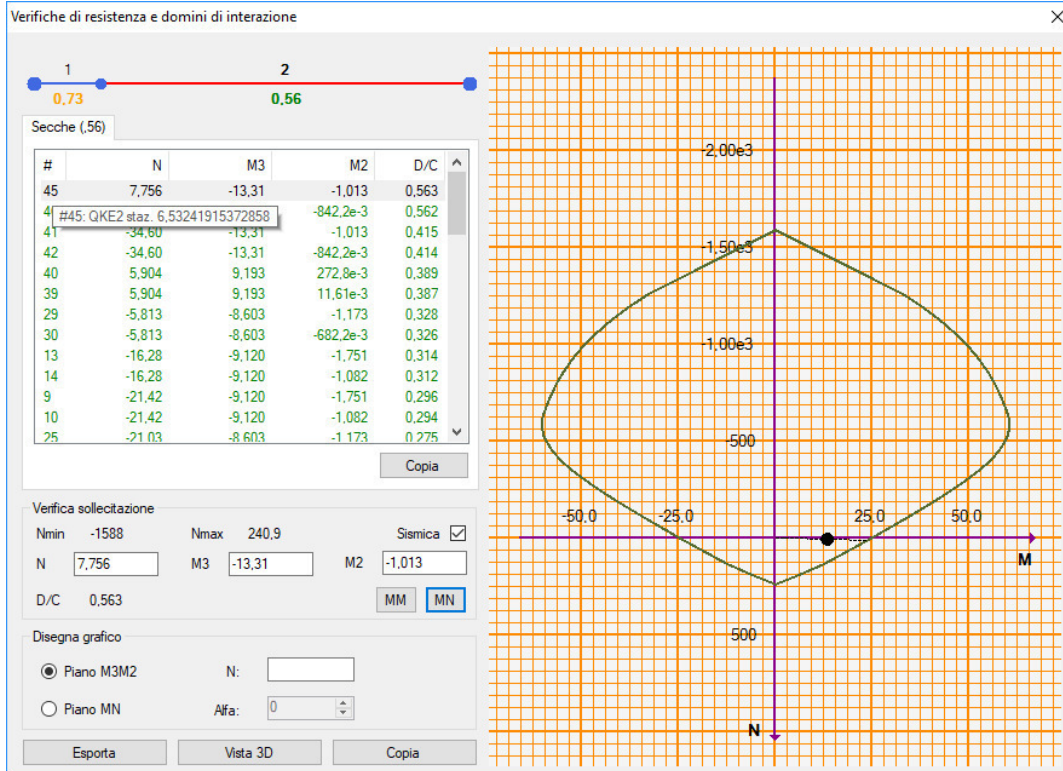 Verifiche di resistenza e domini di interazione
1 2
0,73 0,56
Secche (,56)
# N M3 M2 D/C
45 7,756 -13,31 -1,013 0,563
-842,2e-3 0,562
#45: QKE2 staz. 6,53241915372858
41 -34,60 -13,31 -1,013 0,415
42 -34,60 -13,31 -842,2e-3 0,414
40 5,904 9,193 272,8e-3 0,389
39 5,904 9,193 11,61e-3 0,387
29 -5,813 -8,603 -1,173 0,328
30 -5,813 -8,603 -682,2e-3 0,326
13 -16,28 -9,120 -1,751 0,314
14 -16,28 -9,120 -1,082 0,312
9 -21,42 -9,120 -1,751 0,296
10 -21,42 -9,120 -1,082 0,294
25 -21,03 -8,603 -1,173 0,275
Copia
Verifica sollecitazione
Nmin -1588 Nmax 240,9 Sismica
N 7,756 M3 -13,31 M2 -1,013
D/C 0,563 MM MN
Disegna grafico
Piano M3M2 N:
Piano MN Alfa: 0
Esporta Vista 3D Copia
-2,00e3
-1,50e3
-1,00e3
-500
-50,0 -25,0 25,0 50,0
M
500
N